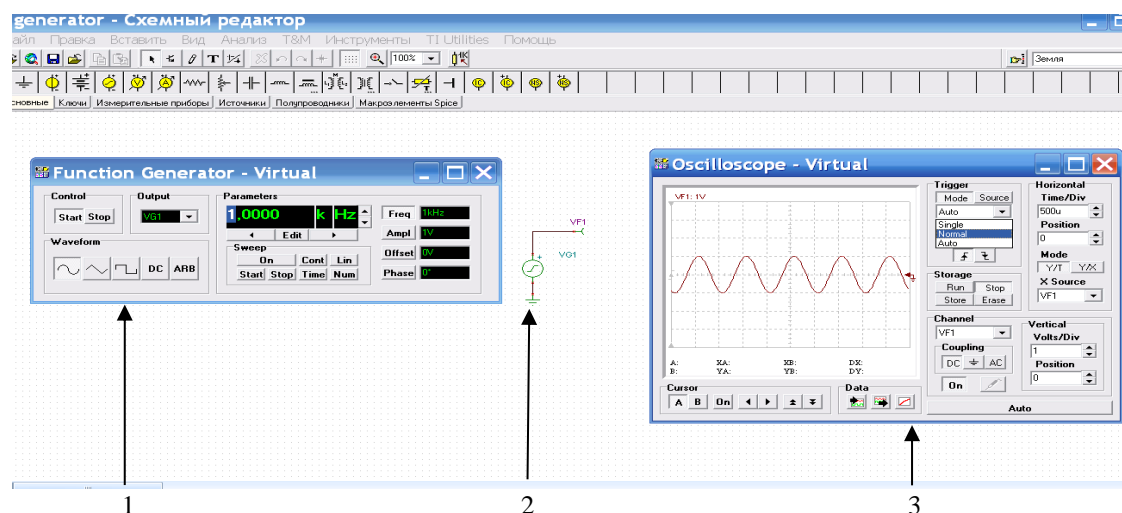 generator - Схемный редактор
айл Правка Вставить Вид Анализ T&M Инструменты TI Utilities Помощь
100% Земля
сновные Ключи Измерительные приборы Источники Полупроводники Макроэлементы Spice
Function Generator - Virtual
Control Output Parameters
Start Stop VG1 1,0000 k Hz Freq 1kHz
Edit Ampl 1V
Waveform Sweep Offset 0V
On Cont Lin
DC ARB Start Stop Time Num Phase 0°
VF1
+
VG1
Oscilloscope - Virtual
VF1: 1V
A: XA: XB: DX:
B: YA: YB: DY:
Cursor Data
A B On
Trigger
Mode Source
Auto
Single
Normal
Auto
Storage
Run Stop
Store Erase
Channel
VF1
Coupling
DC AC
On
Horizontal
Time/Div
500u
Position
0
Mode
Y/T Y/X
X Source
VF1
Vertical
Volts/Div
1
Position
0
Auto
1 2 3